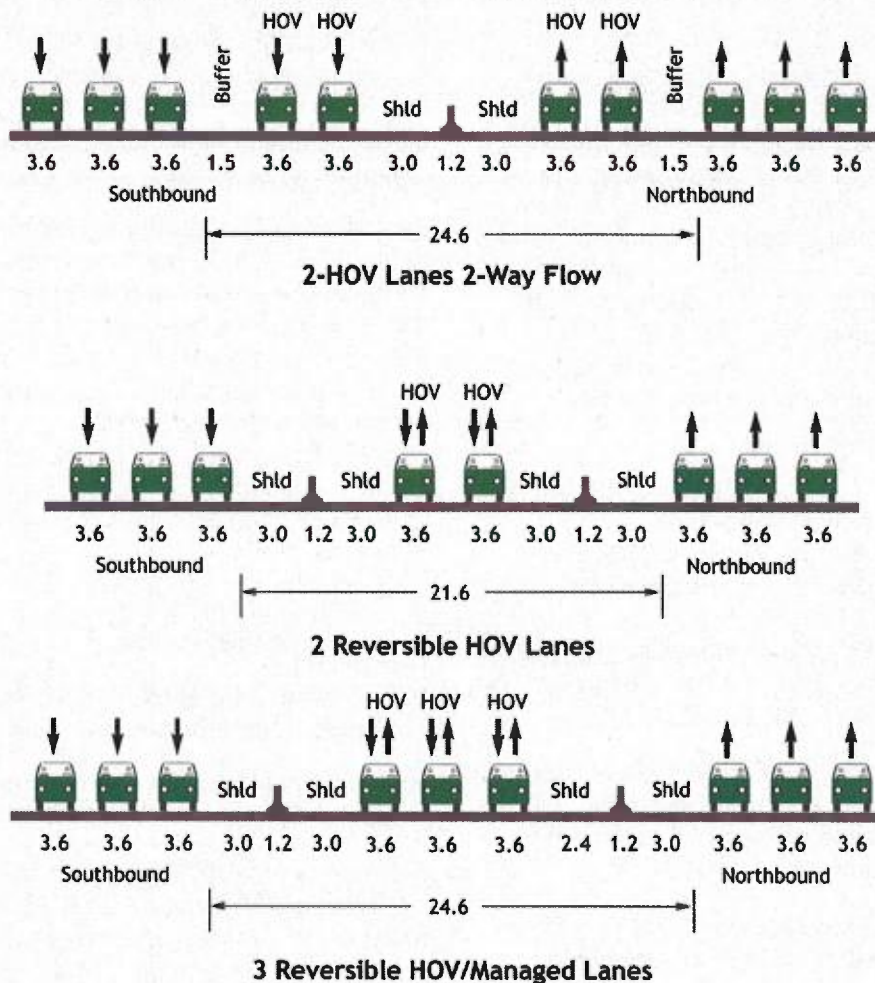 HOV HOV HOV HOV
Buffer Shld Shld Buffer
3.6 3.6 3.6 1.5 3.6 3.6 3.0 1.2 3.0 3.6 3.6 1.5 3.6 3.6 3.6
Southbound Northbound
24.6
2-HOV Lanes 2-Way Flow
HOV HOV
Shld Shld Shld Shld
3.6 3.6 3.6 3.0 1.2 3.0 3.6 3.6 3.0 1.2 3.0 3.6 3.6 3.6
Southbound Northbound
21.6
2 Reversible HOV Lanes
HOV HOV HOV
Shld Shld Shld Shld
3.6 3.6 3.6 3.0 1.2 3.0 3.6 3.6 3.6 2.4 1.2 3.0 3.6 3.6 3.6
Southbound Northbound
24.6
3 Reversible HOV/Managed Lanes